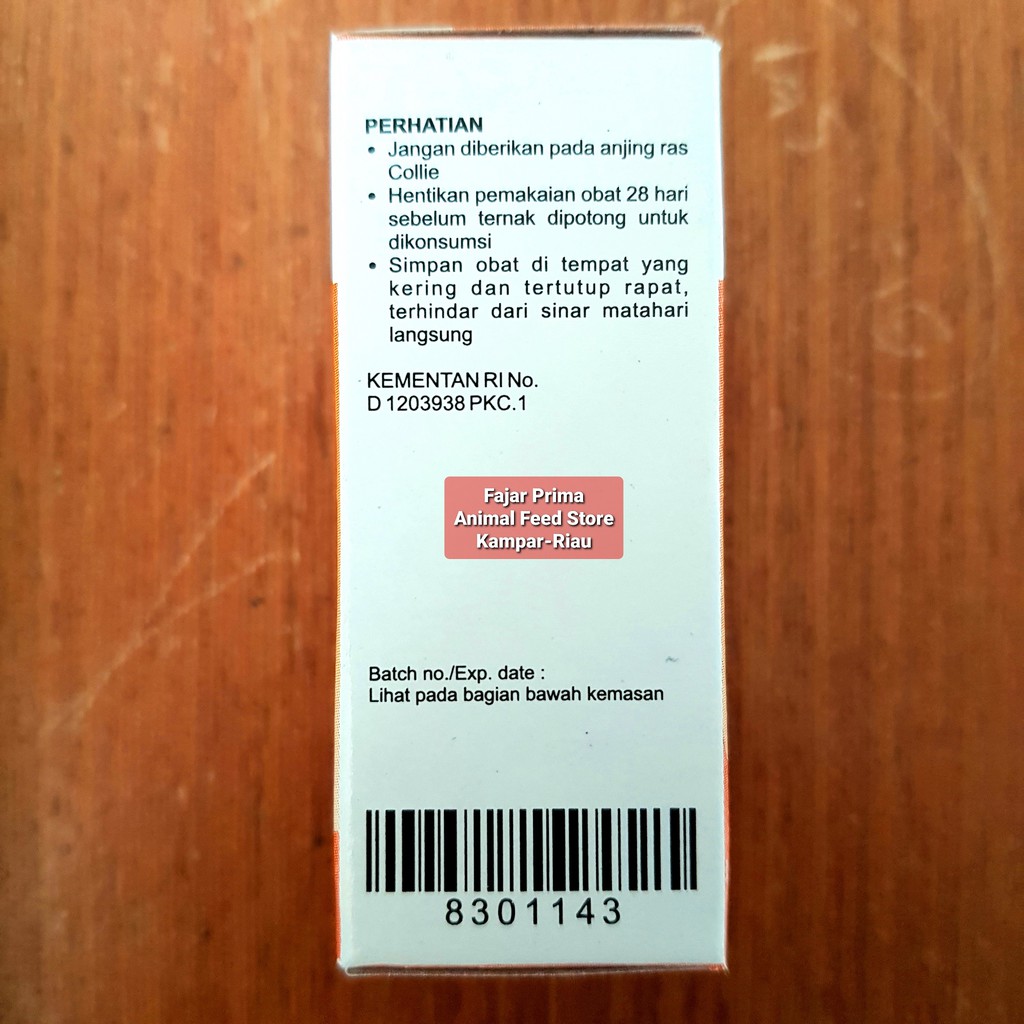 PERHATIAN
• Jangan diberikan pada anjing ras
Collie
• Hentikan pemakaian obat 28 hari
sebelum ternak dipotong untuk
dikonsumsi
• Simpan obat di tempat yang
kering dan tertutup rapat,
terhindar dari sinar matahari
langsung
KEMENTAN RI No.
D 1203938 PKC.1
Fajar Prima
Animal Feed Store
Kampar-Riau
Batch no./Exp. date :
Lihat pada bagian bawah kemasan
8301143